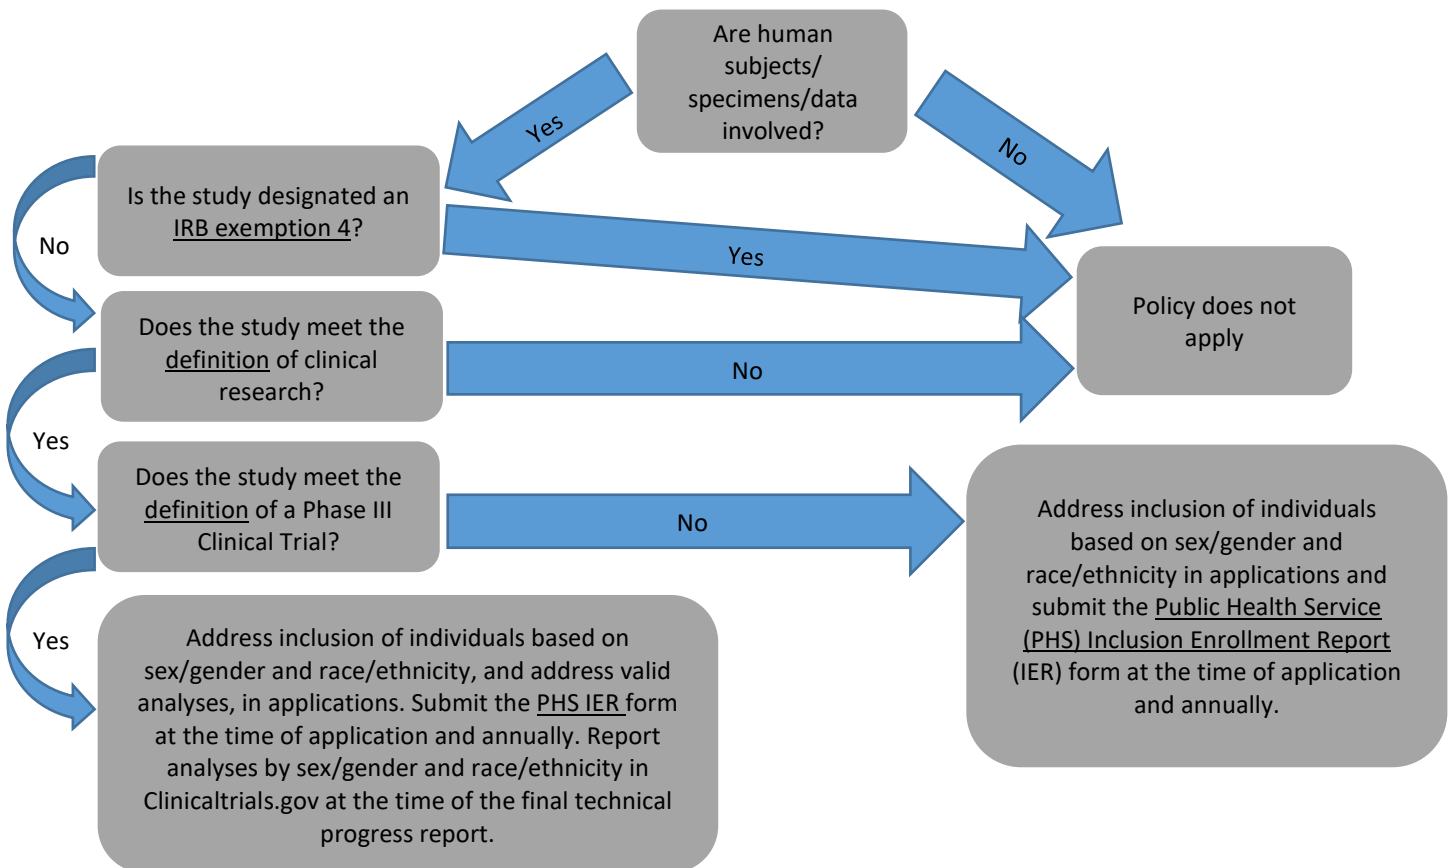 Are human
subjects/
specimens/data
involved?
Yes
No
Is the study designated an
IRB exemption 4?
No
Yes
Policy does not
apply
Does the study meet the
definition of clinical
research?
No
Yes
Does the study meet the
definition of a Phase III
Clinical Trial?
No
Address inclusion of individuals
based on sex/gender and
race/ethnicity in applications and
submit the Public Health Service
(PHS) Inclusion Enrollment Report
(IER) form at the time of application
and annually.
Yes
Address inclusion of individuals based on
sex/gender and race/ethnicity, and address valid
analyses, in applications. Submit the PHS IER form
at the time of application and annually. Report
analyses by sex/gender and race/ethnicity in
Clinicaltrials.gov at the time of the final technical
progress report.